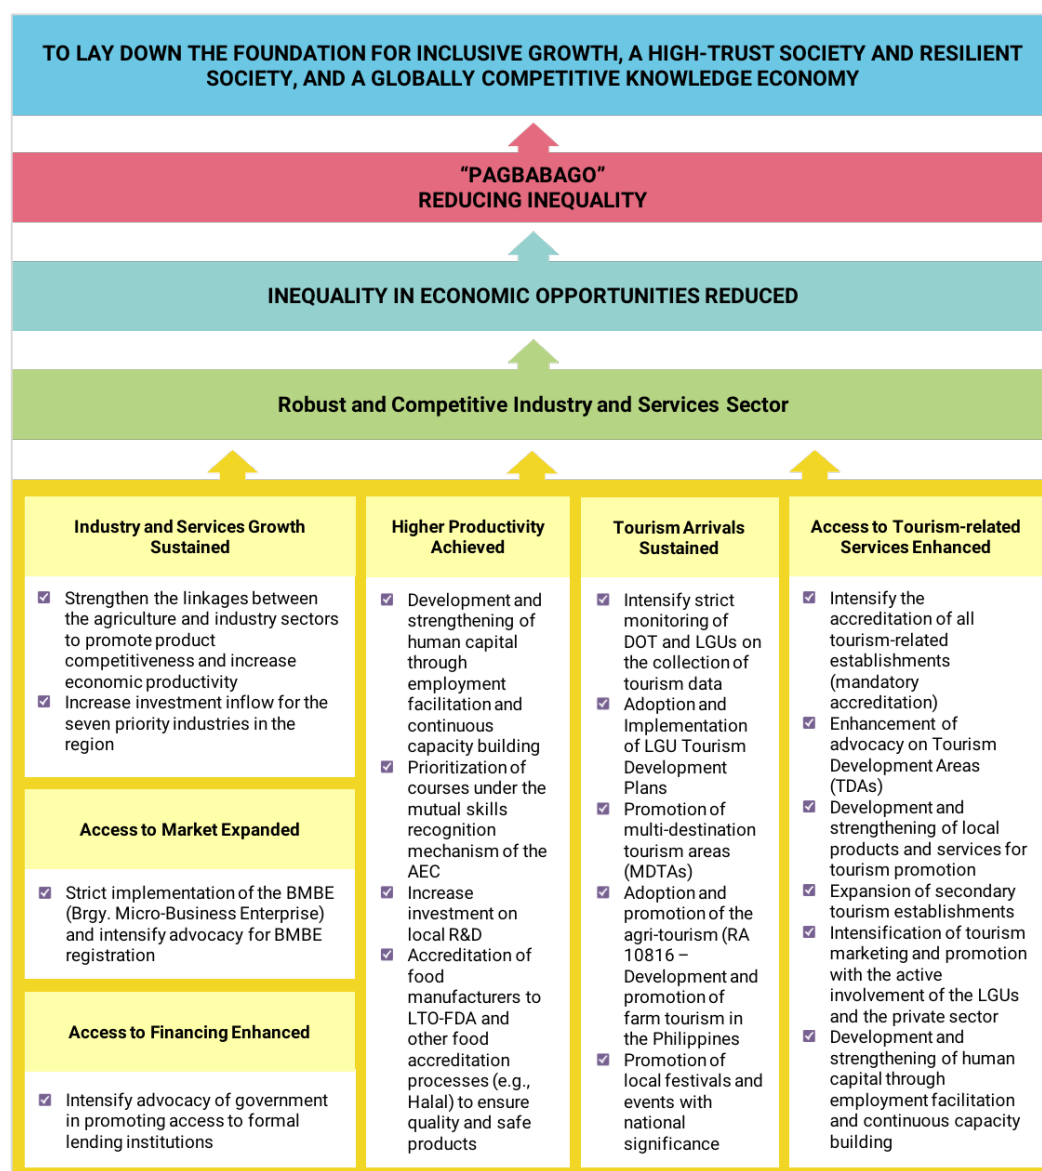 TO LAY DOWN THE FOUNDATION FOR INCLUSIVE GROWTH, A HIGH-TRUST SOCIETY AND RESILIENT
SOCIETY, AND A GLOBALLY COMPETITIVE KNOWLEDGE ECONOMY
“PAGBABAGO”
REDUCING INEQUALITY
INEQUALITY IN ECONOMIC OPPORTUNITIES REDUCED
Robust and Competitive Industry and Services Sector
Industry and Services Growth
Sustained
Strengthen the linkages between
the agriculture and industry sectors
to promote product
competitiveness and increase
economic productivity
Increase investment inflow for the
seven priority industries in the
region
Access to Market Expanded
Strict implementation of the BMBE
(Brgy. Micro-Business Enterprise)
and intensify advocacy for BMBE
registration
Access to Financing Enhanced
Intensify advocacy of government
in promoting access to formal
lending institutions
Higher Productivity
Achieved
Development and
strengthening of
human capital
through
employment
facilitation and
continuous
capacity building
Prioritization of
courses under the
mutual skills
recognition
mechanism of the
AEC
Increase
investment on
local R&D
Accreditation of
food
manufacturers to
LTO-FDA and
other food
accreditation
processes (e.g.,
Halal) to ensure
quality and safe
products
Tourism Arrivals
Sustained
Intensify strict
monitoring of
DOT and LGUs on
the collection of
tourism data
Adoption and
Implementation
of LGU Tourism
Development
Plans
Promotion of
multi-destination
tourism areas
(MDTAs)
Adoption and
promotion of the
agri-tourism (RA
10816 –
Development and
promotion of
farm tourism in
the Philippines
Promotion of
local festivals and
events with
national
significance
Access to Tourism-related
Services Enhanced
Intensify the
accreditation of all
tourism-related
establishments
(mandatory
accreditation)
Enhancement of
advocacy on Tourism
Development Areas
(TDAs)
Development and
strengthening of local
products and services for
tourism promotion
Expansion of secondary
tourism establishments
Intensification of tourism
marketing and promotion
with the active
involvement of the LGUs
and the private sector
Development and
strengthening of human
capital through
employment facilitation
and continuous capacity
building